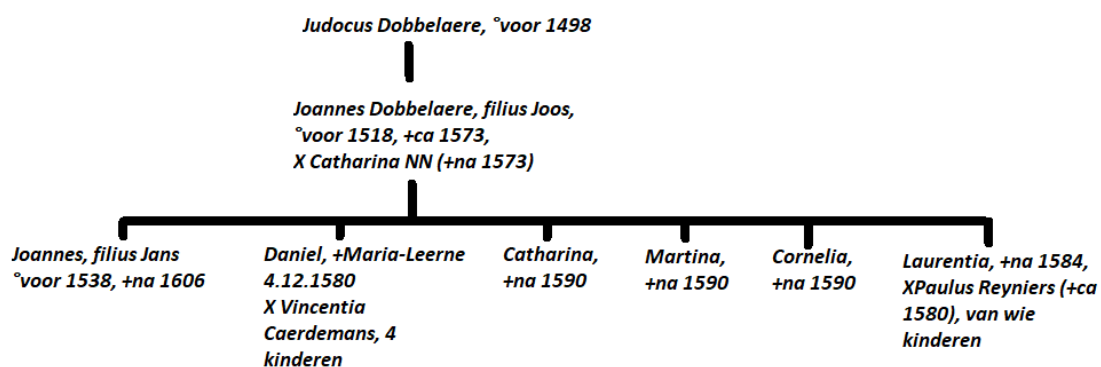 Judocus Dobbelaere, °voor 1498
Joannes Dobbelaere, filius Joos,
°voor 1518, +ca 1573,
X Catharina NN (+na 1573)
Joannes, filius Jans
°voor 1538, +na 1606
Daniel, +Maria-Leerne
4.12.1580
X Vincentia
Caerdemans, 4
kinderen
Catharina,
+na 1590
Martina,
+na 1590
Cornelia,
+na 1590
Laurentia, +na 1584,
XPaulus Reyniers (+ca
1580), van wie
kinderen